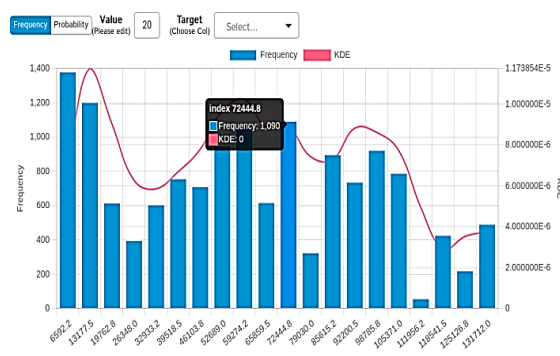 Frequency Probability Value (Please edit) 20 Target (Choose Col) Select...
Frequency KDE
1,400
1,200
1,000
800
600
400
200
0
Frequency
1.173854E-5
1.000000E-5
8.000000E-6
6.000000E-6
4.000000E-6
2.000000E-6
0
index 72444.8
Frequency: 1,090
KDE: 0
6592.2
13177.5
19762.8
26348.0
32933.2
39518.5
46103.8
52689.0
59274.2
65859.5
72444.8
79030.0
85615.2
92200.5
98785.8
105371.0
111956.2
118541.5
125126.8
131712.0